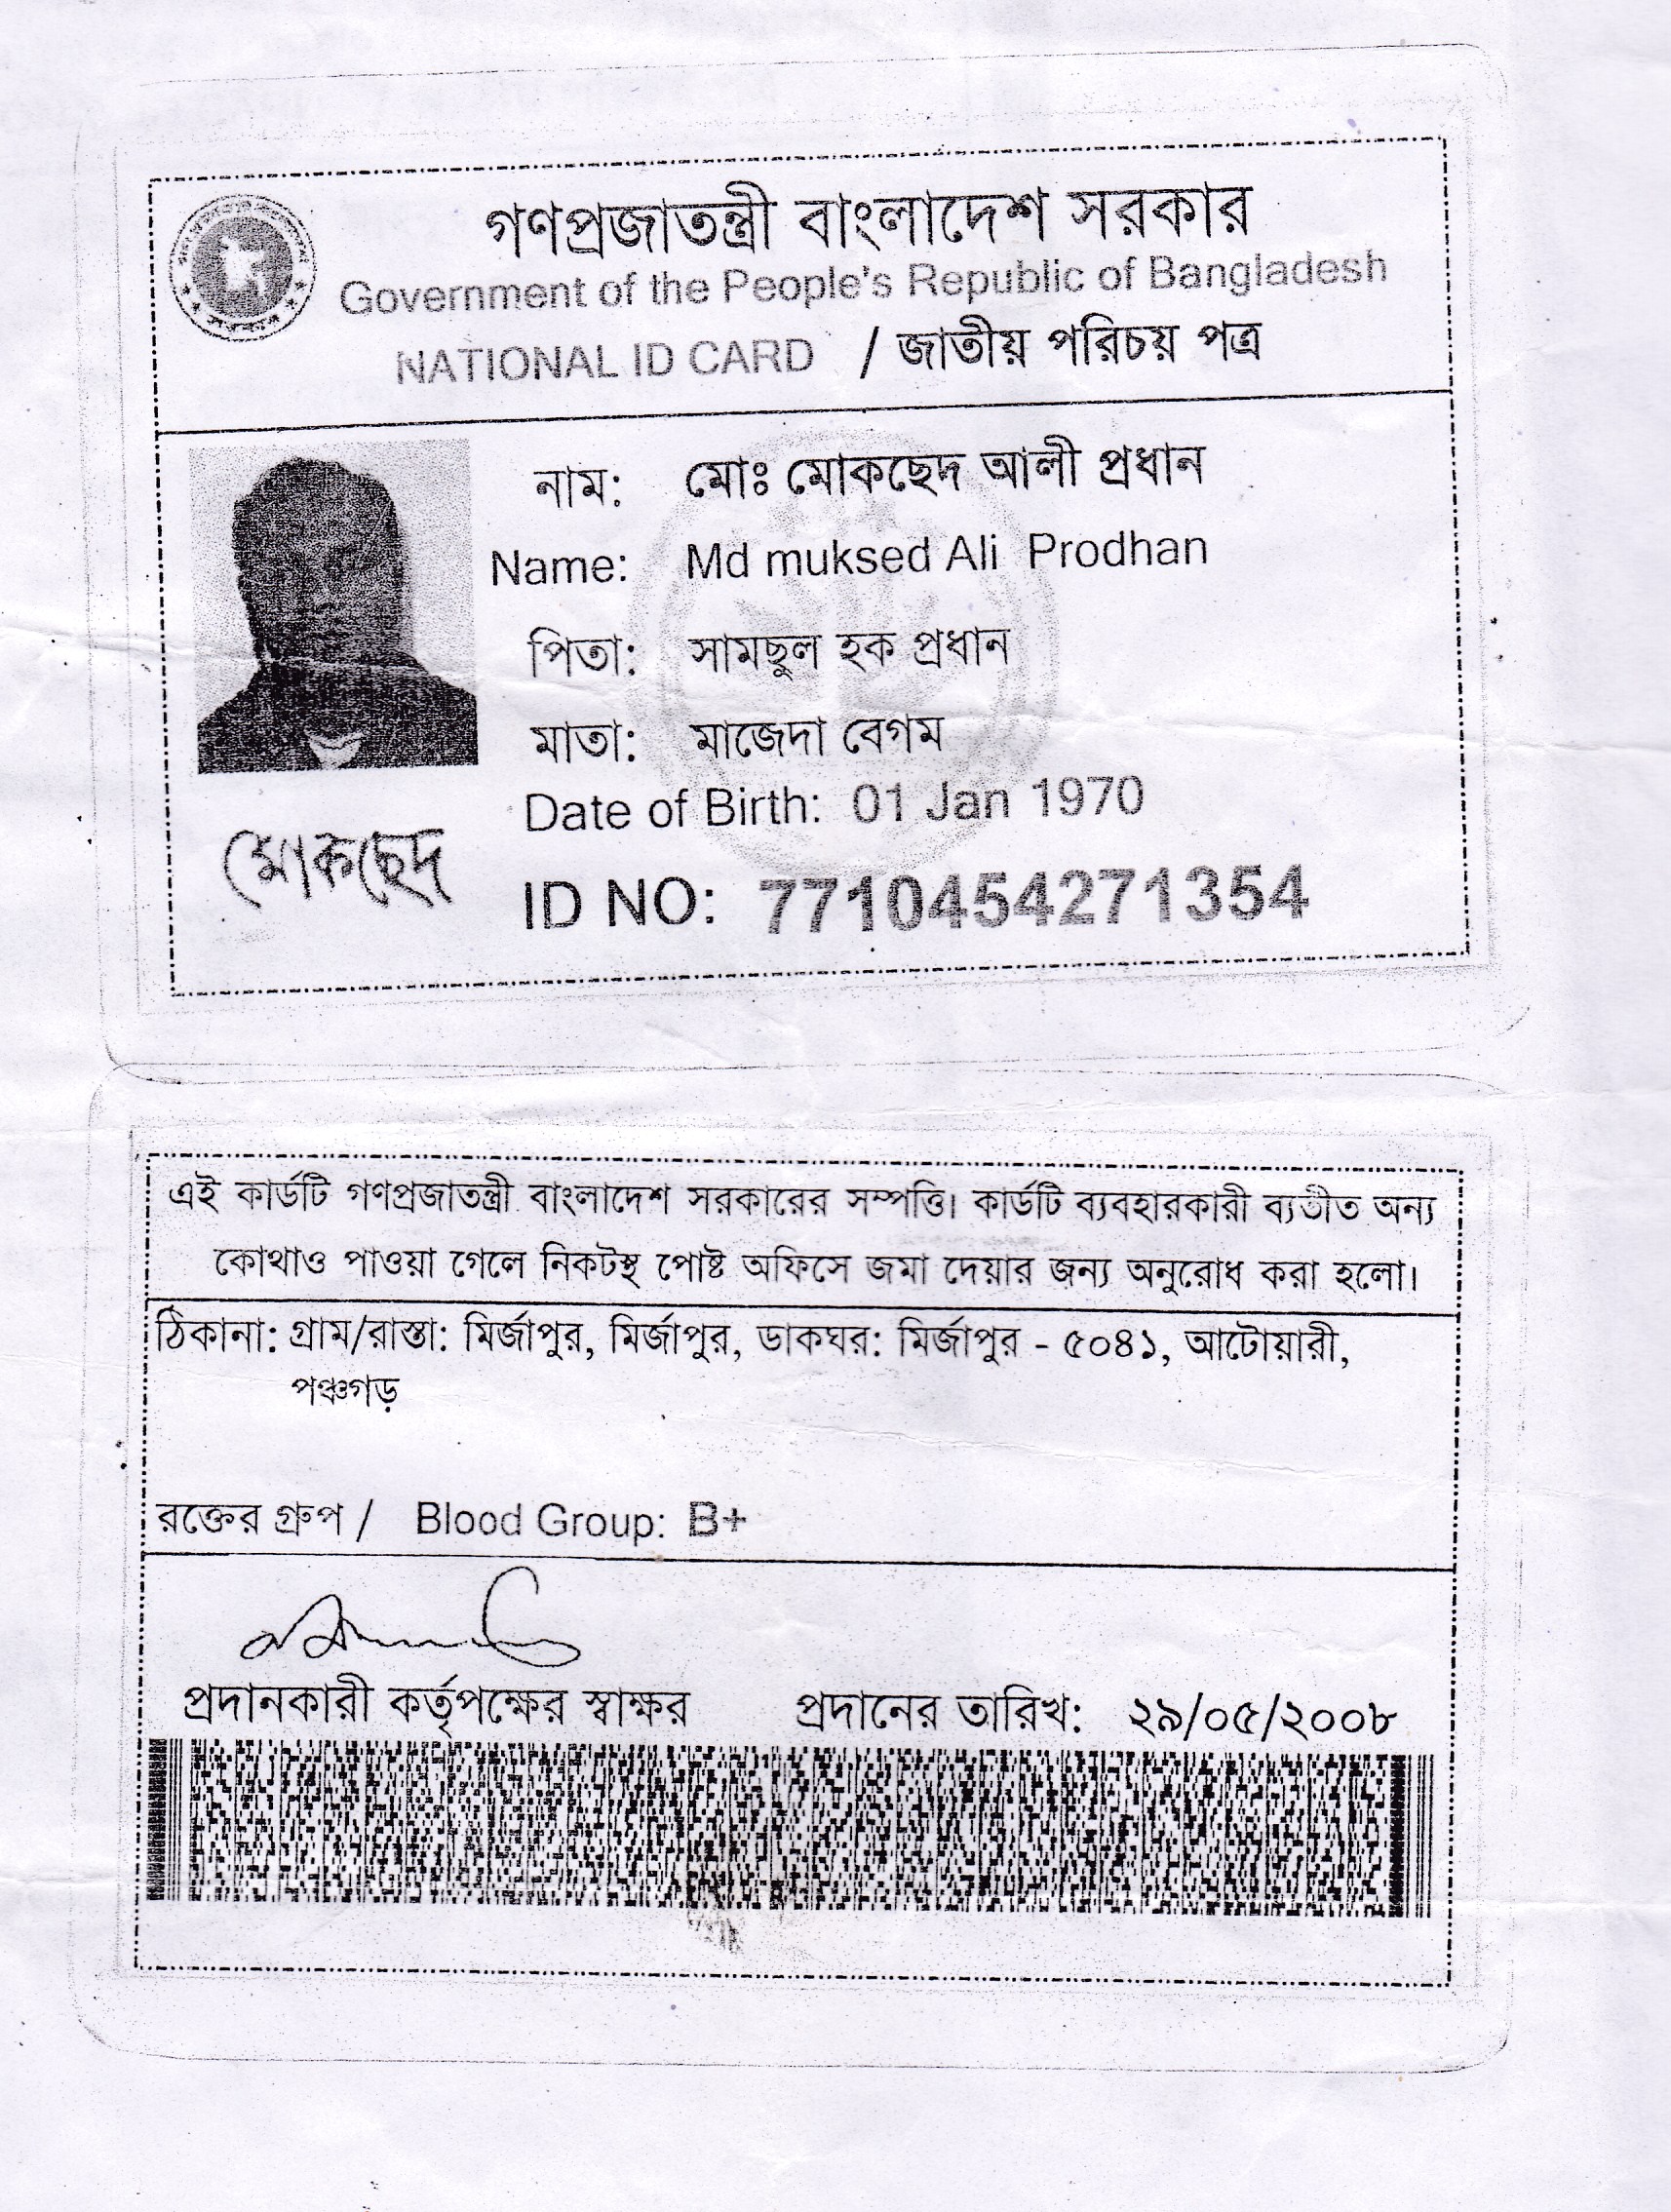 গণপ্রজাতন্ত্রী বাংলাদেশ সরকার
Government of the People's Republic of Bangladesh
NATIONAL ID CARD / জাতীয় পরিচয় পত্র
নাম: মোঃ মোকছেদ আলী প্রধান
Name: Md muksed Ali Prodhan
পিতা: সামছুল হক প্রধান
মাতা: মাজেদা বেগম
Date of Birth: 01 Jan 1970
মোকছেদ
ID NO: 7710454271354
এই কার্ডটি গণপ্রজাতন্ত্রী বাংলাদেশ সরকারের সম্পত্তি। কার্ডটি ব্যবহারকারী ব্যতীত অন্য
কোথাও পাওয়া গেলে নিকটস্থ পোষ্ট অফিসে জমা দেয়ার জন্য অনুরোধ করা হলো।
ঠিকানা: গ্রাম/রাস্তা: মির্জাপুর, মির্জাপুর, ডাকঘর: মির্জাপুর - ৫০৪১, আটোয়ারী,
পঞ্চগড়
রক্তের গ্রুপ / Blood Group: B+
প্রদানকারী কর্তৃপক্ষের স্বাক্ষর প্রদানের তারিখ: ২৯/০৫/২০০৮